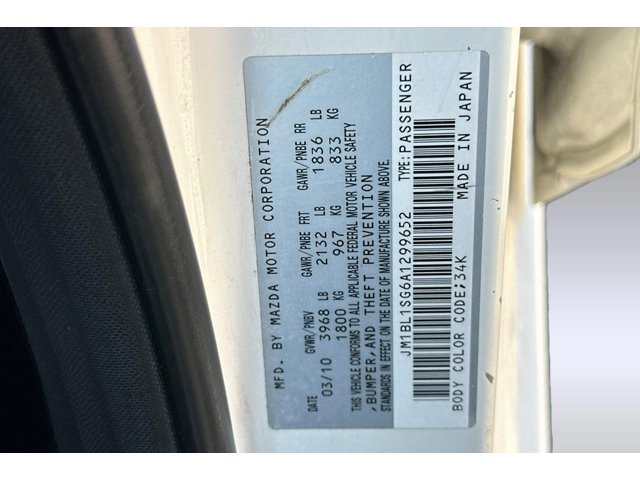 MFD. BY MAZDA MOTOR CORPORATION
DATE GVWR/PNBV GAWR/PNBE FRT GAWR/PNBE RR
03/10 3968 LB 2132 LB 1836 LB
1800 KG 967 KG 833 KG
THIS VEHICLE CONFORMS TO ALL APPLICABLE FEDERAL MOTOR VEHICLE SAFETY
,BUMPER,AND THEFT PREVENTION
STANDARDS IN EFFECT ON THE DATE OF MANUFACTURE SHOWN ABOVE.
JM1BL1SG6A1299652 TYPE:PASSENGER
BODY COLOR CODE;34K MADE IN JAPAN